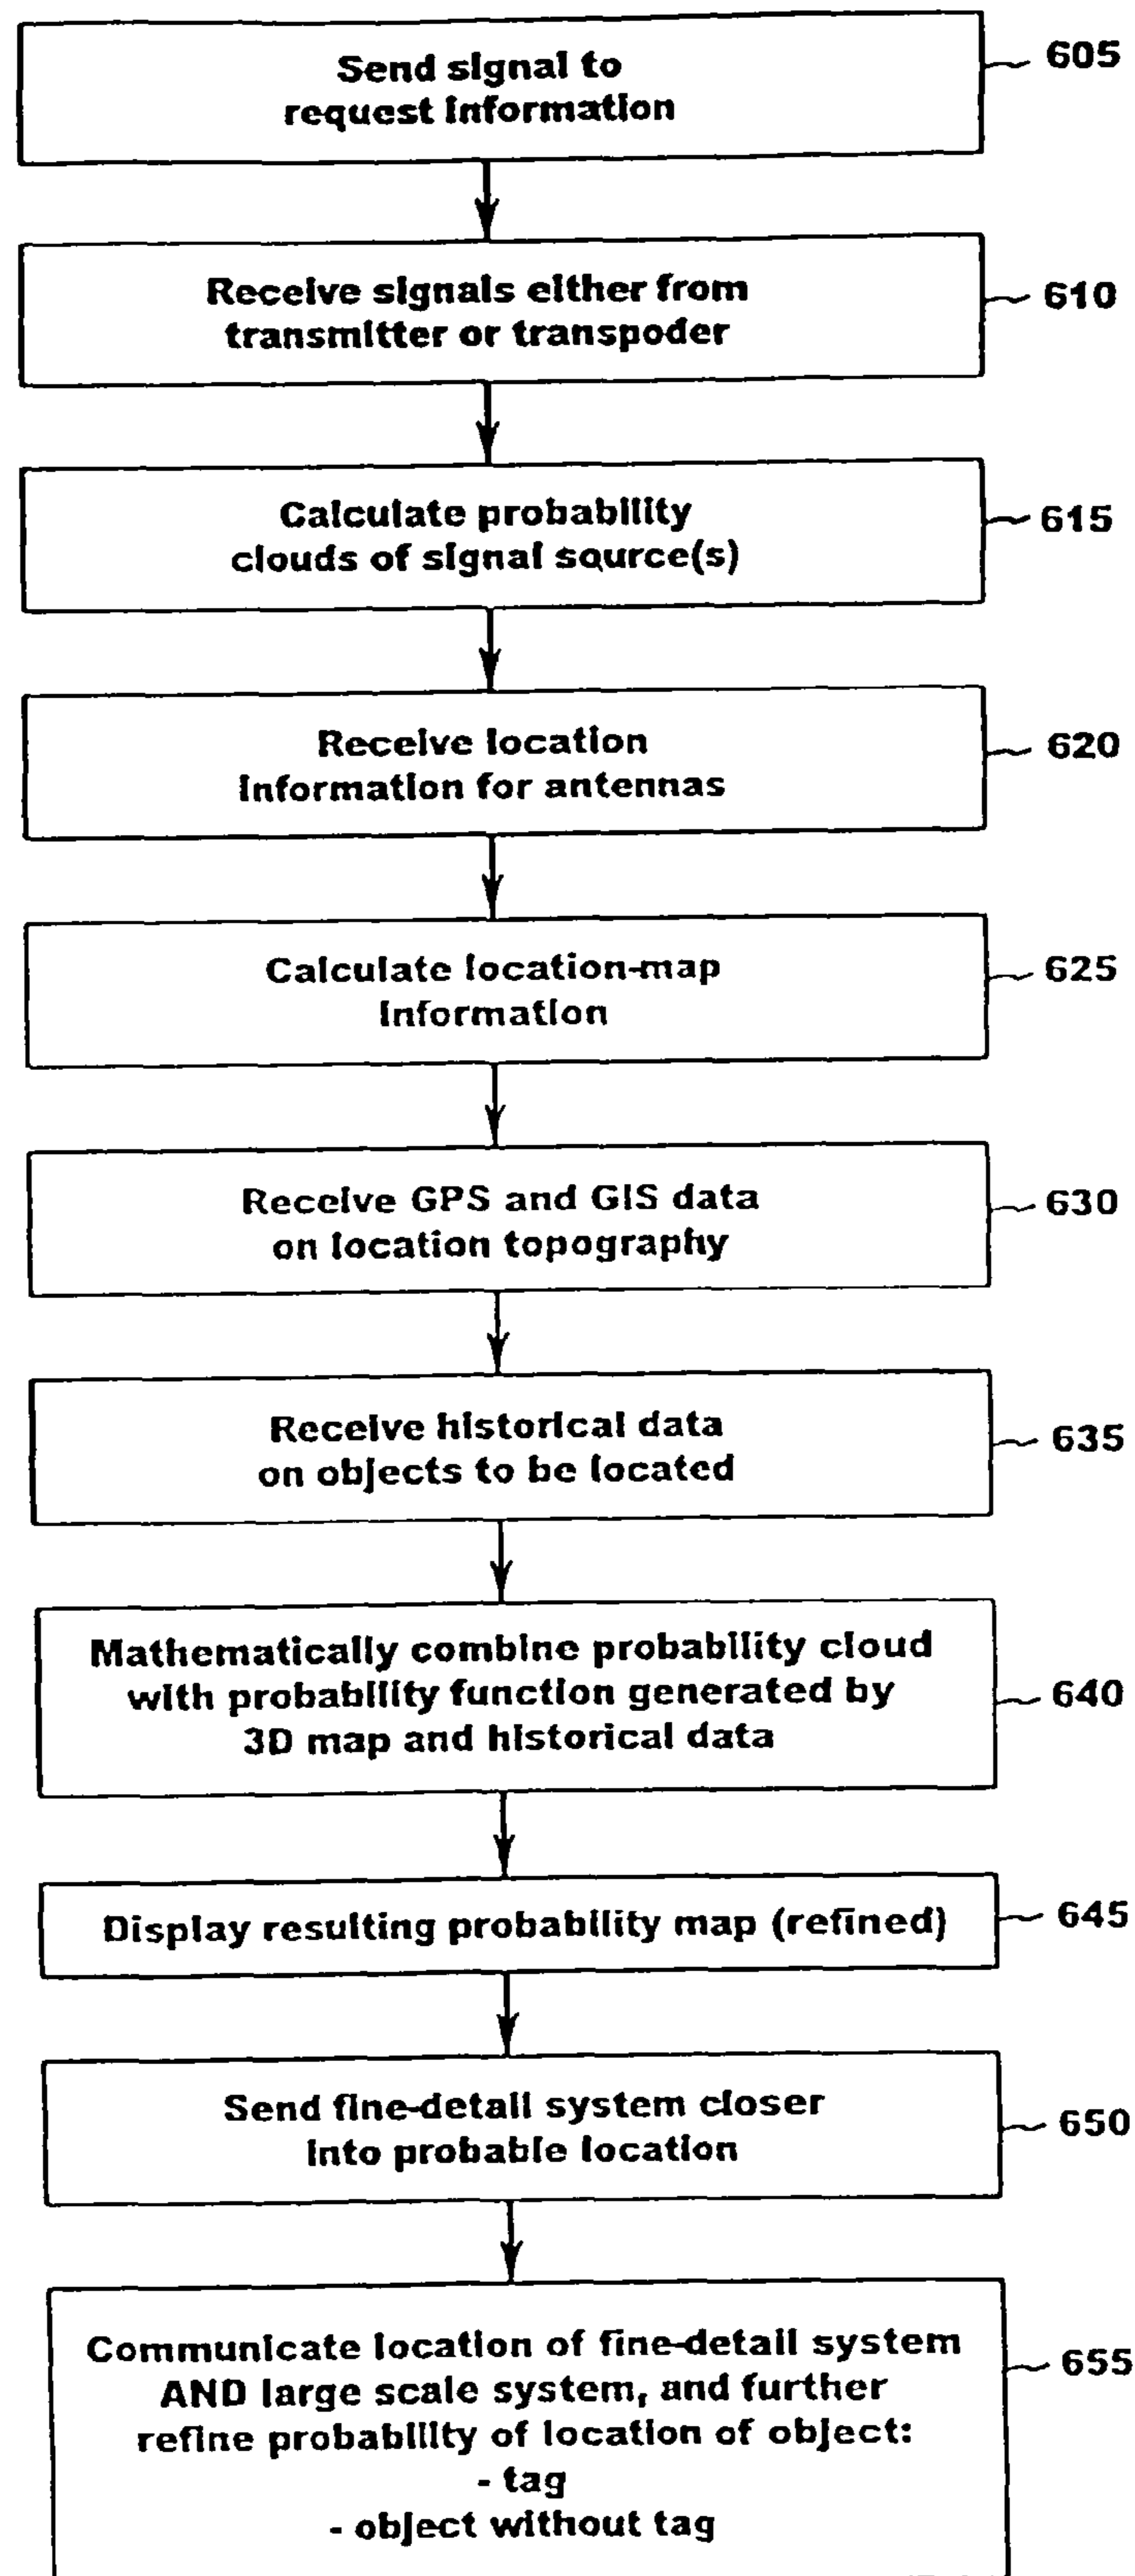 Send signal to
request information
605
Receive signals either from
transmitter or transpoder
610
Calculate probability
clouds of signal source(s)
615
Receive location
information for antennas
620
Calculate location-map
information
625
Receive GPS and GIS data
on location topography
630
Receive historical data
on objects to be located
635
Mathematically combine probability cloud
with probability function generated by
3D map and historical data
640
Display resulting probability map (refined)
645
Send fine-detail system closer
into probable location
650
Communicate location of fine-detail system
AND large scale system, and further
refine probability of location of object:
- tag
- object without tag
655